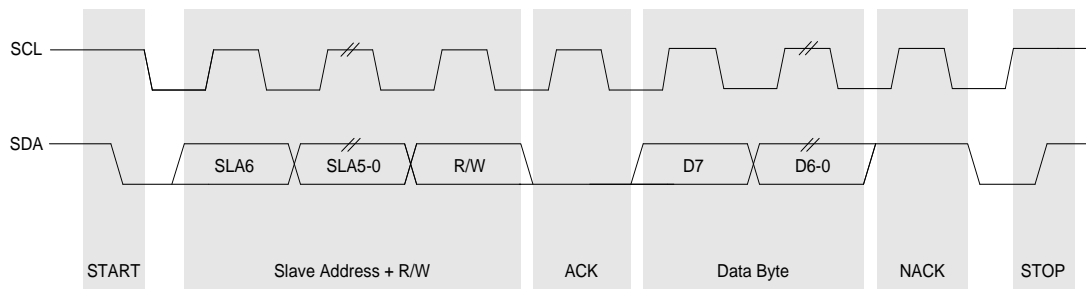 SCL
SDA
SLA6 SLA5-0 R/W D7 D6-0
START Slave Address + R/W ACK Data Byte NACK STOP